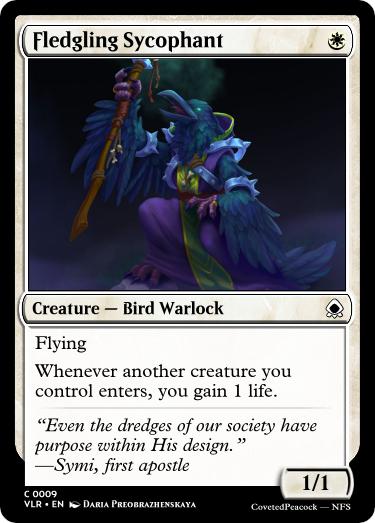 Fledgling Sycophant
Creature — Bird Warlock
Flying
Whenever another creature you
control enters, you gain 1 life.
“Even the dredges of our society have
purpose within His design.”
—Symi, first apostle
1/1
C 0009
VLR • EN Daria Preobrazhenskaya
CovetedPeacock — NFS